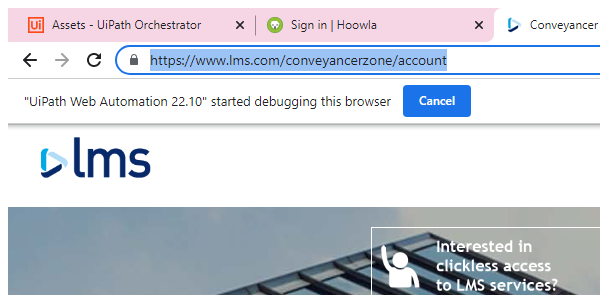 Ui Assets - UiPath Orchestrator Sign in | Hoowla Conveyancer
https://www.lms.com/conveyancerzone/account
"UiPath Web Automation 22.10" started debugging this browser Cancel
lms
Interested in
clickless access
to LMS services?